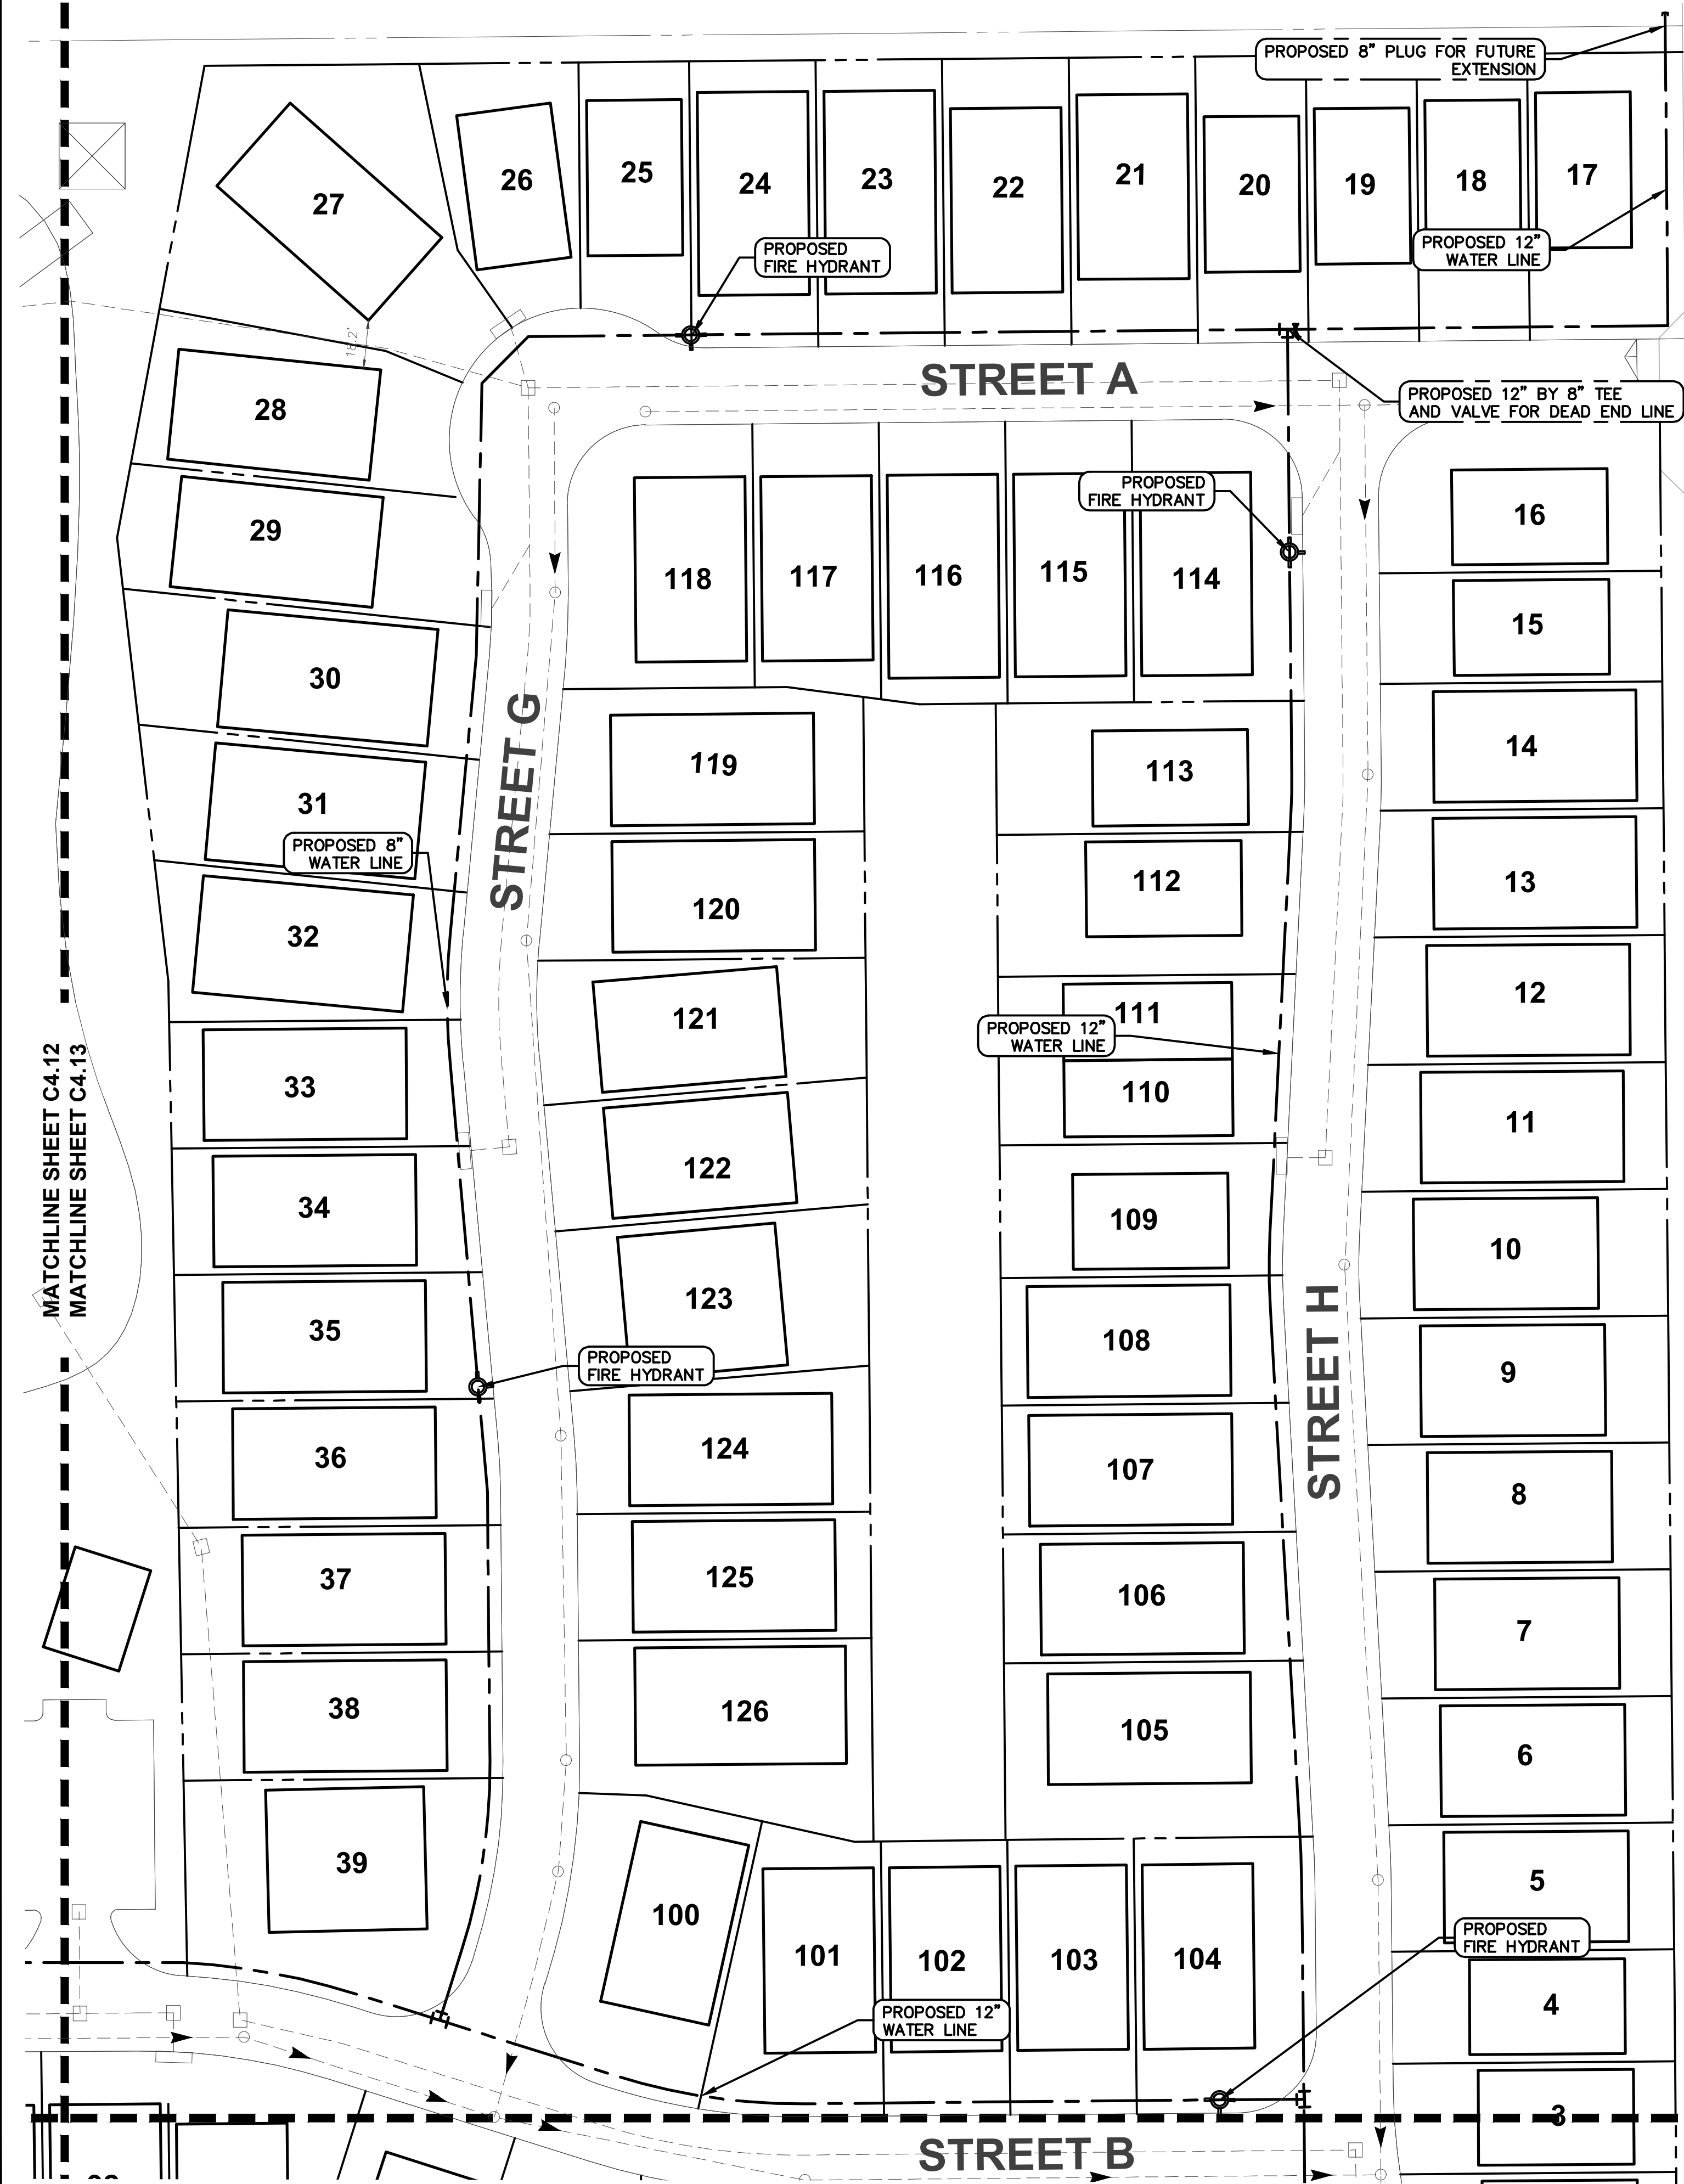 PROPOSED 8" PLUG FOR FUTURE
EXTENSION
27
26
25
24
23
22
21
20
19
18
17
PROPOSED
FIRE HYDRANT
PROPOSED 12"
WATER LINE
18.2'
STREET A
PROPOSED 12" BY 8" TEE
AND VALVE FOR DEAD END LINE
28
29
30
31
32
PROPOSED 8"
WATER LINE
STREET G
118
117
116
115
114
PROPOSED
FIRE HYDRANT
16
15
14
13
12
11
10
9
8
7
6
5
4
3
119
120
121
122
123
124
125
126
113
112
111
110
PROPOSED 12"
WATER LINE
109
108
107
106
105
STREET H
MATCHLINE SHEET C4.12
MATCHLINE SHEET C4.13
33
34
35
PROPOSED
FIRE HYDRANT
36
37
38
39
100
101
102
103
104
PROPOSED
FIRE HYDRANT
PROPOSED 12"
WATER LINE
STREET B